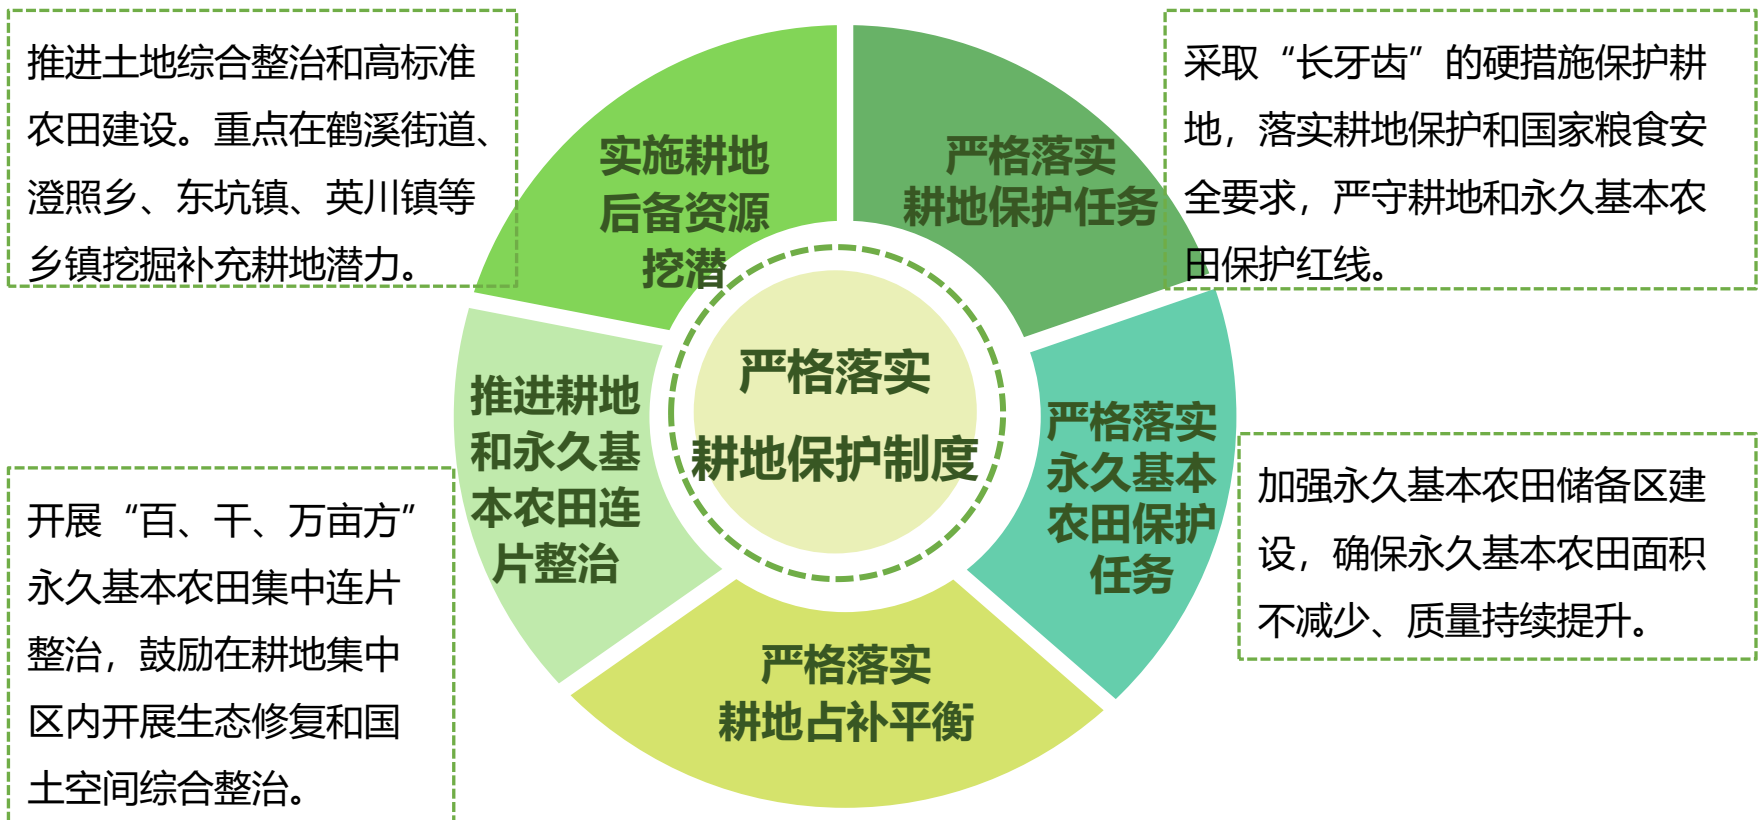 推进土地综合整治和高标准
农田建设。重点在鹤溪街道、
澄照乡、东坑镇、英川镇等
乡镇挖掘补充耕地潜力。
实施耕地
后备资源
挖潜
严格落实
耕地保护任务
采取“长牙齿”的硬措施保护耕
地，落实耕地保护和国家粮食安
全要求，严守耕地和永久基本农
田保护红线。
严格落实
耕地保护制度
推进耕地
和永久基
本农田连
片整治
严格落实
永久基本
农田保护
任务
开展“百、干、万亩方”
永久基本农田集中连片
整治，鼓励在耕地集中
区内开展生态修复和国
土空间综合整治。
加强永久基本农田储备区建
设，确保永久基本农田面积
不减少、质量持续提升。
严格落实
耕地占补平衡